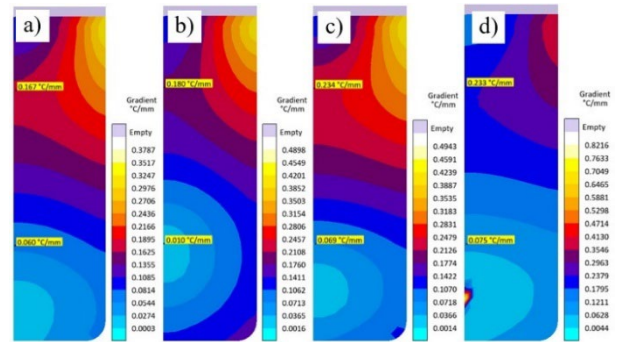 a)
0.167 °C/mm
0.060 °C/mm
Gradient
°C/mm
Empty
0.3787
0.3517
0.3247
0.2976
0.2706
0.2436
0.2166
0.1895
0.1625
0.1355
0.1085
0.0814
0.0544
0.0274
0.0003
b)
0.180 °C/mm
0.010 °C/mm
Gradient
°C/mm
Empty
0.4898
0.4549
0.4201
0.3852
0.3503
0.3154
0.2806
0.2457
0.2108
0.1760
0.1411
0.1062
0.0713
0.0365
0.0016
c)
0.234 °C/mm
0.069 °C/mm
Gradient
°C/mm
Empty
0.4943
0.4591
0.4239
0.3887
0.3535
0.3183
0.2831
0.2479
0.2126
0.1774
0.1422
0.1070
0.0718
0.0366
0.0014
d)
0.233 °C/mm
0.075 °C/mm
Gradient
°C/mm
Empty
0.8216
0.7633
0.7049
0.6465
0.5881
0.5298
0.4714
0.4130
0.3546
0.2963
0.2379
0.1795
0.1211
0.0628
0.0044